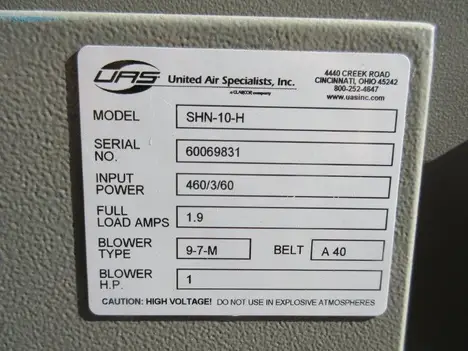 UAS United Air Specialists, Inc.
a CLARCOR company
4440 CREEK ROAD
CINCINNATI, OHIO 45242
800-252-4647
www.uasinc.com
MODEL SHN-10-H
SERIAL NO. 60069831
INPUT POWER 460/3/60
FULL LOAD AMPS 1.9
BLOWER TYPE 9-7-M BELT A 40
BLOWER H.P. 1
CAUTION: HIGH VOLTAGE! DO NOT USE IN EXPLOSIVE ATMOSPHERES